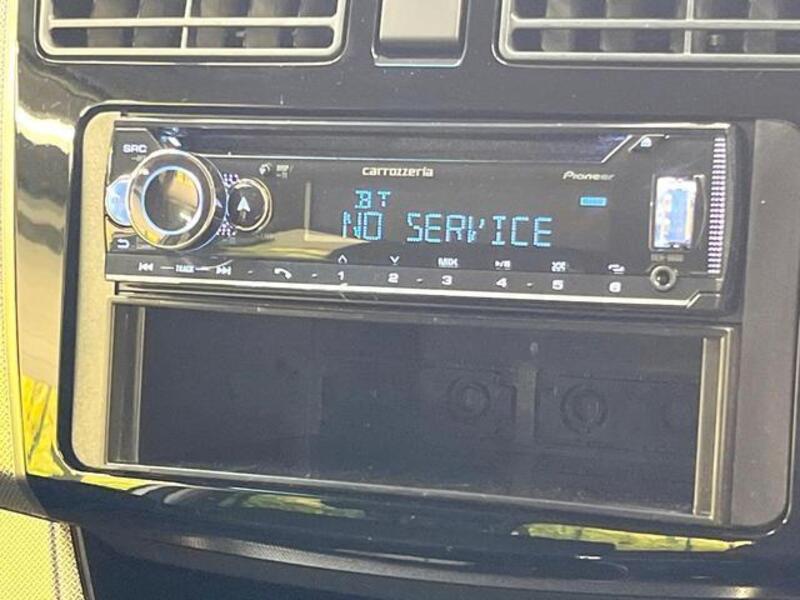 SRC
carrozzeria
Pioneer
BT
NO SERVICE
TRACK
MIX
1 2 3 4 5 6